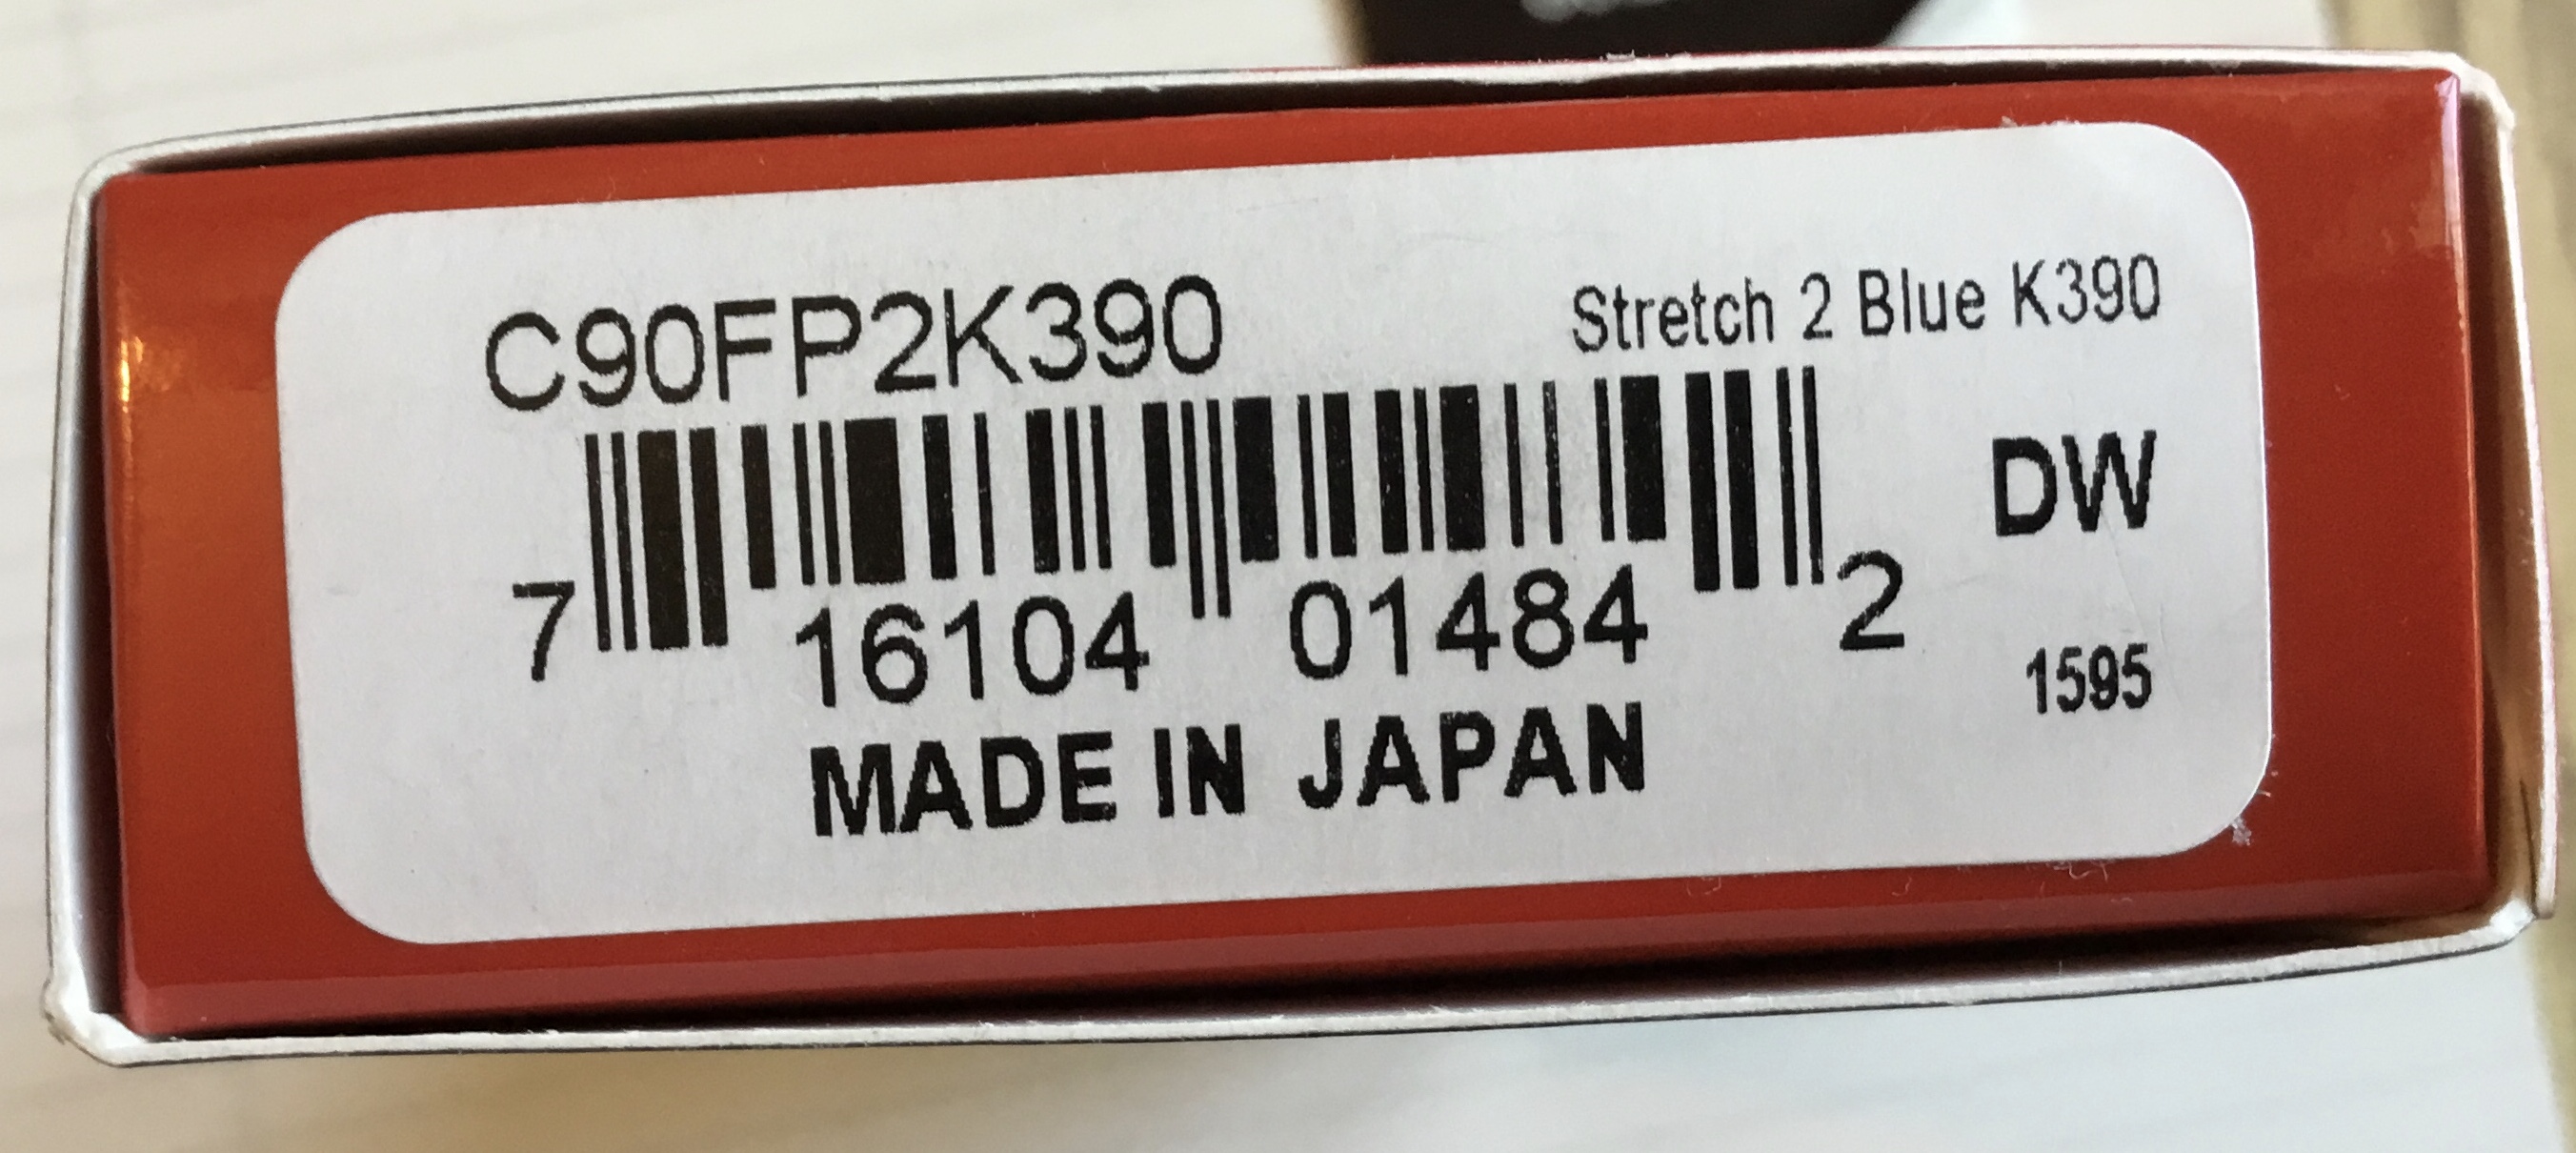 C90FP2K390
Stretch 2 Blue K390
DW
7 16104 01484 2
1595
MADE IN JAPAN